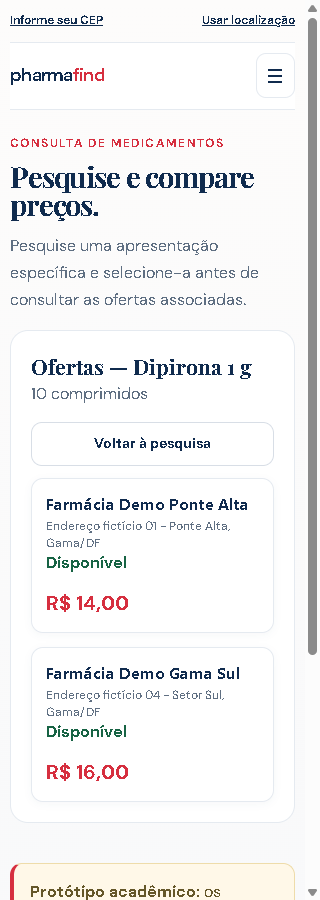 Informe seu CEP
Usar localização
pharmafind
CONSULTA DE MEDICAMENTOS
Pesquise e compare
preços.
Pesquise uma apresentação
específica e selecione-a antes de
consultar as ofertas associadas.
Ofertas — Dipirona 1 g
10 comprimidos
Voltar à pesquisa
Farmácia Demo Ponte Alta
Endereço fictício 01 - Ponte Alta,
Gama/DF
Disponível
R$ 14,00
Farmácia Demo Gama Sul
Endereço fictício 04 - Setor Sul,
Gama/DF
Disponível
R$ 16,00
Protótipo acadêmico: os